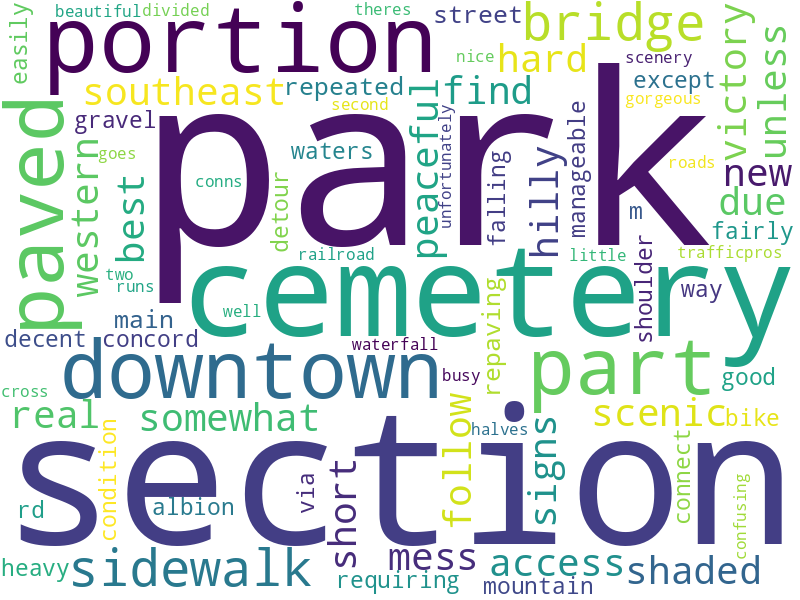 beautiful
divided
theres
street
easily
portion
bridge
nice
hard
scenery
southeast
repeated
find
except
victory
unless
second
gorgeous
paved
gravel
park
peaceful
unfortunately
waters
falling
hilly
manageable
goes
roads
new
western
best
conns
detour
m
due
fairly
railroad
cemetery
little
trafficpros
two
runs
shoulder
way
well
main
repaving
decent
concord
waterfall
downtown
busy
part
good
cross
real
somewhat
follow
scenic
bike
halves
signs
section
condition
connect
confusing
rd
albion
via
short
heavy
sidewalk
mess
access
shaded
requiring
mountain